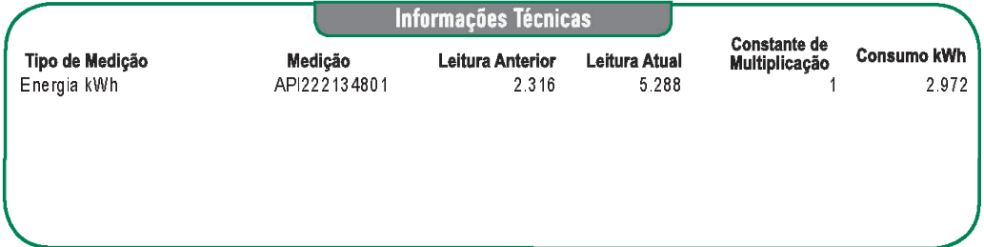 Informações Técnicas
Tipo de Medição Medição Leitura Anterior Leitura Atual Constante de Multiplicação Consumo kWh
Energia kWh API222134801 2.316 5.288 1 2.972